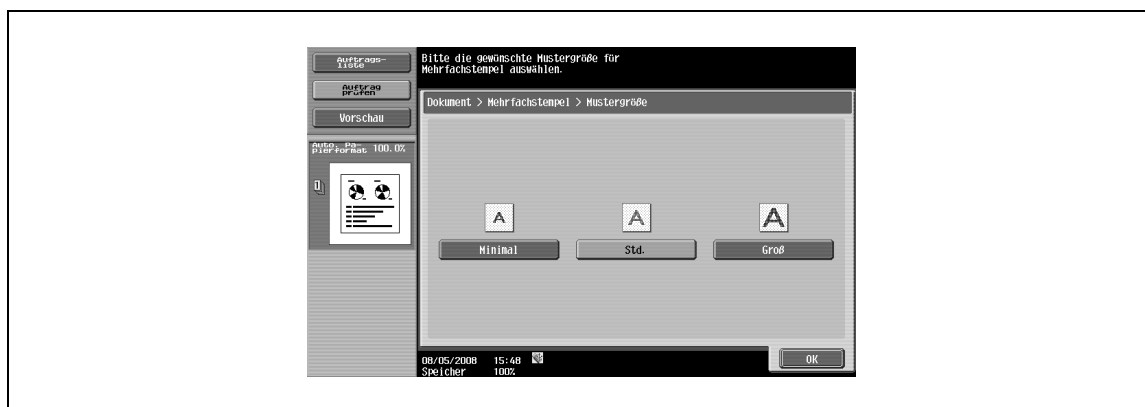 Auftrags-
liste
Auftrag
prüfen
Vorschau
Auto. Pa-
pierformat 100.0%
1
Bitte die gewünschte Mustergröße für
Mehrfachstempel auswählen.
Dokument > Mehrfachstempel > Mustergröße
A A A
Minimal Std. Groß
08/05/2008 15:48
Speicher 100%
OK